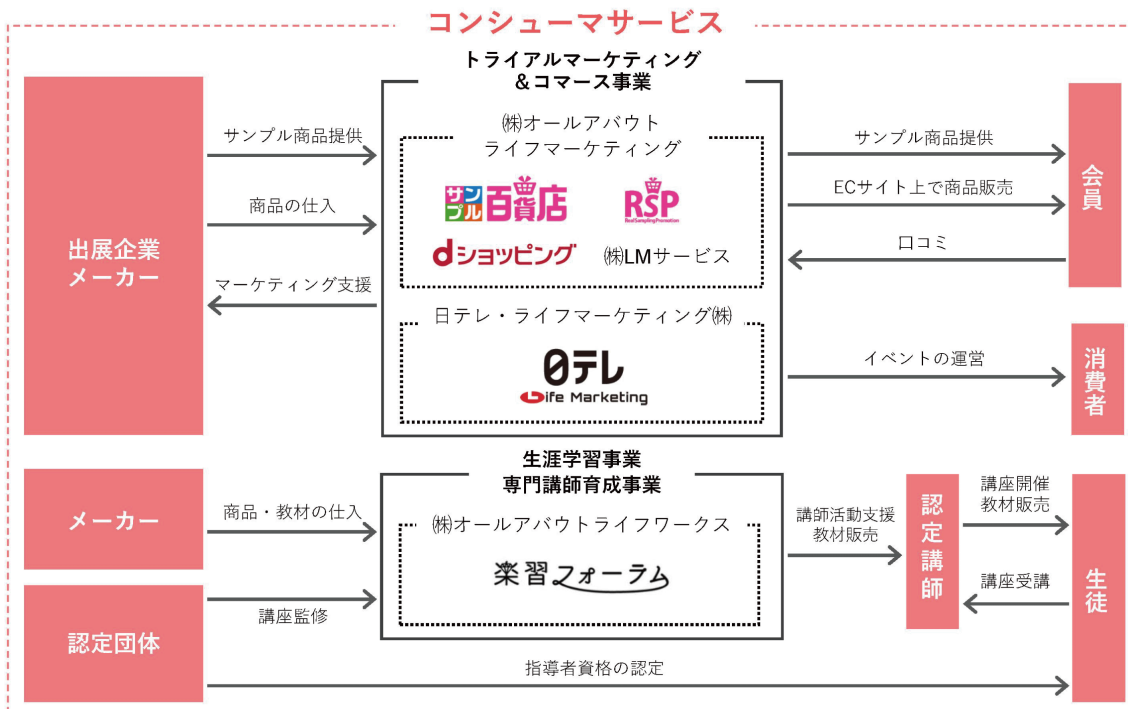 コンシューマサービス
トライアルマーケティング
＆コマース事業
出展企業
メーカー
サンプル商品提供
商品の仕入
マーケティング支援
㈱オールアバウト
ライフマーケティング
サンプル百貨店
RSP
RealSamplingPromotion
dショッピング
㈱LMサービス
日テレ・ライフマーケティング㈱
日テレ
Life Marketing
サンプル商品提供
ECサイト上で商品販売
口コミ
会員
イベントの運営
消費者
生涯学習事業
専門講師育成事業
メーカー
商品・教材の仕入
認定団体
講座監修
㈱オールアバウトライフワークス
楽習フォーラム
講師活動支援
教材販売
認定講師
講座開催
教材販売
講座受講
生徒
指導者資格の認定